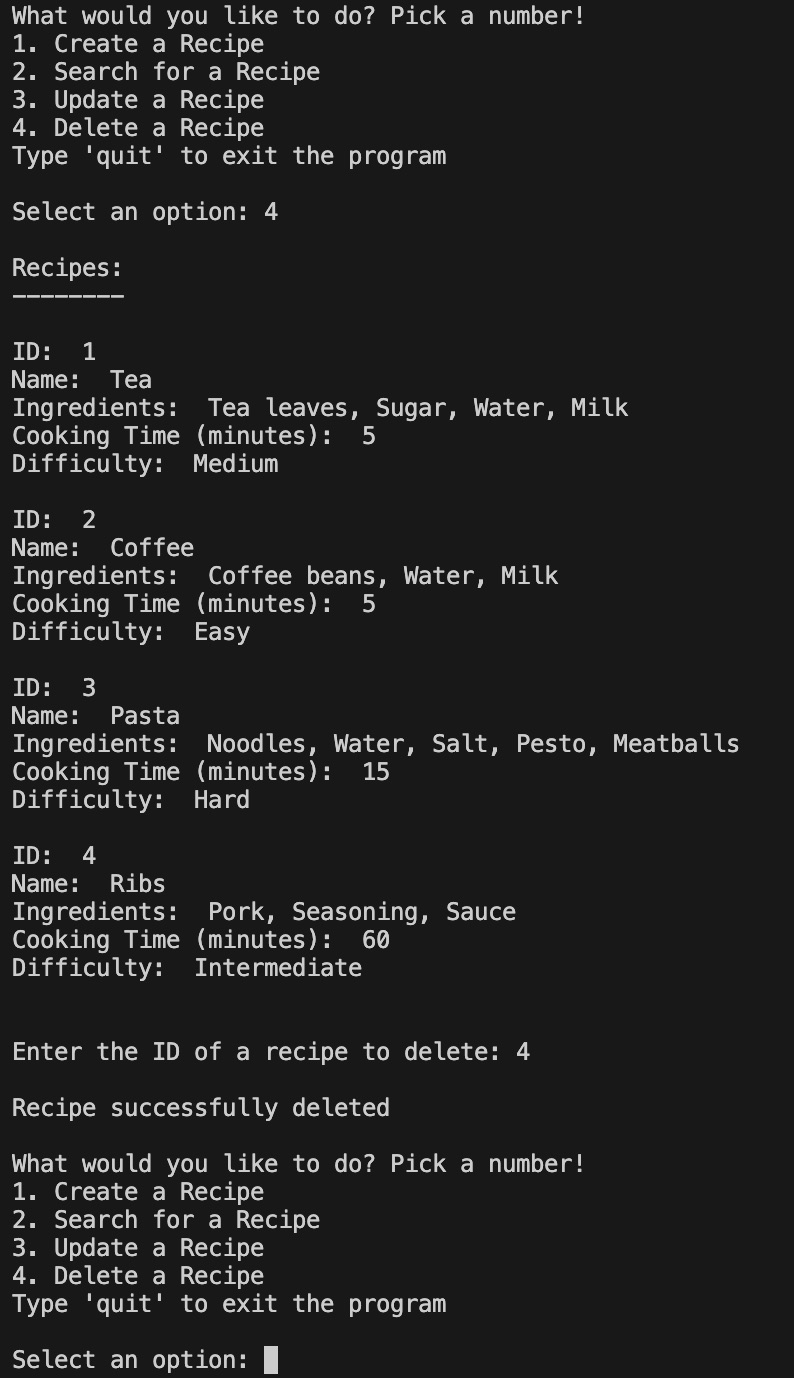 What would you like to do? Pick a number!
1. Create a Recipe
2. Search for a Recipe
3. Update a Recipe
4. Delete a Recipe
Type 'quit' to exit the program
Select an option: 4
Recipes:
--------
ID:  1
Name:  Tea
Ingredients:  Tea leaves, Sugar, Water, Milk
Cooking Time (minutes):  5
Difficulty:  Medium
ID:  2
Name:  Coffee
Ingredients:  Coffee beans, Water, Milk
Cooking Time (minutes):  5
Difficulty:  Easy
ID:  3
Name:  Pasta
Ingredients:  Noodles, Water, Salt, Pesto, Meatballs
Cooking Time (minutes):  15
Difficulty:  Hard
ID:  4
Name:  Ribs
Ingredients:  Pork, Seasoning, Sauce
Cooking Time (minutes):  60
Difficulty:  Intermediate
Enter the ID of a recipe to delete: 4
Recipe successfully deleted
What would you like to do? Pick a number!
1. Create a Recipe
2. Search for a Recipe
3. Update a Recipe
4. Delete a Recipe
Type 'quit' to exit the program
Select an option: